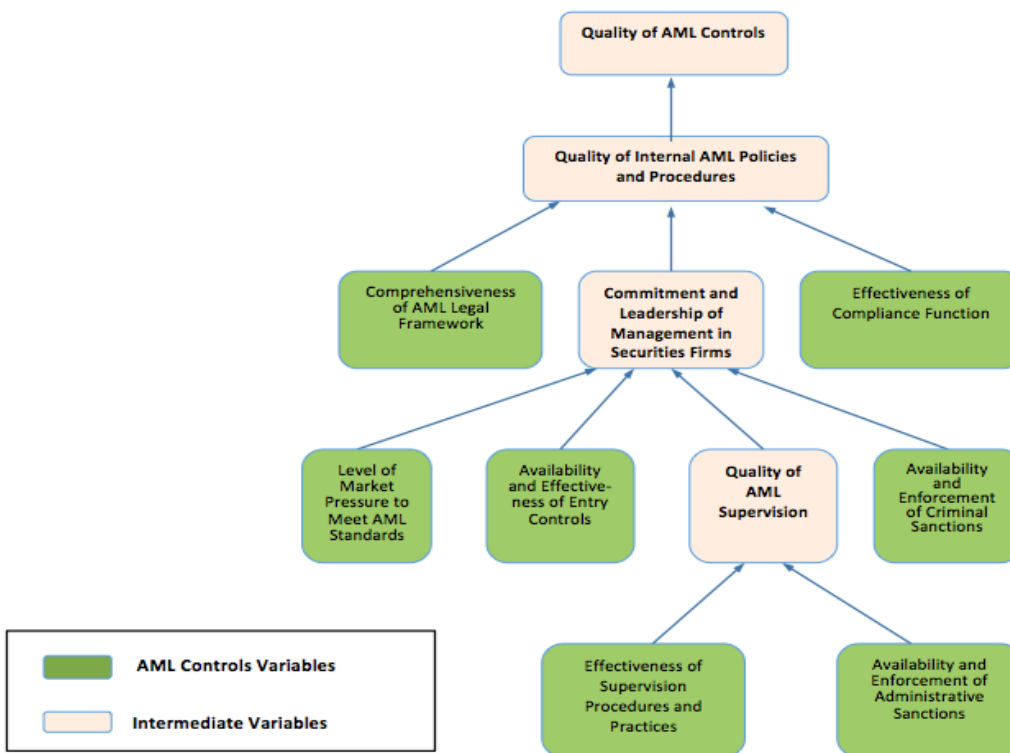 Quality of AML Controls
Quality of Internal AML Policies
and Procedures
Comprehensiveness
of AML Legal
Framework
Commitment and
Leadership of
Management in
Securities Firms
Effectiveness of
Compliance Function
Level of
Market
Pressure to
Meet AML
Standards
Availability
and Effective-
ness of Entry
Controls
Quality of
AML
Supervision
Availability
and
Enforcement
of Criminal
Sanctions
Effectiveness of
Supervision
Procedures and
Practices
Availability and
Enforcement of
Administrative
Sanctions
AML Controls Variables
Intermediate Variables